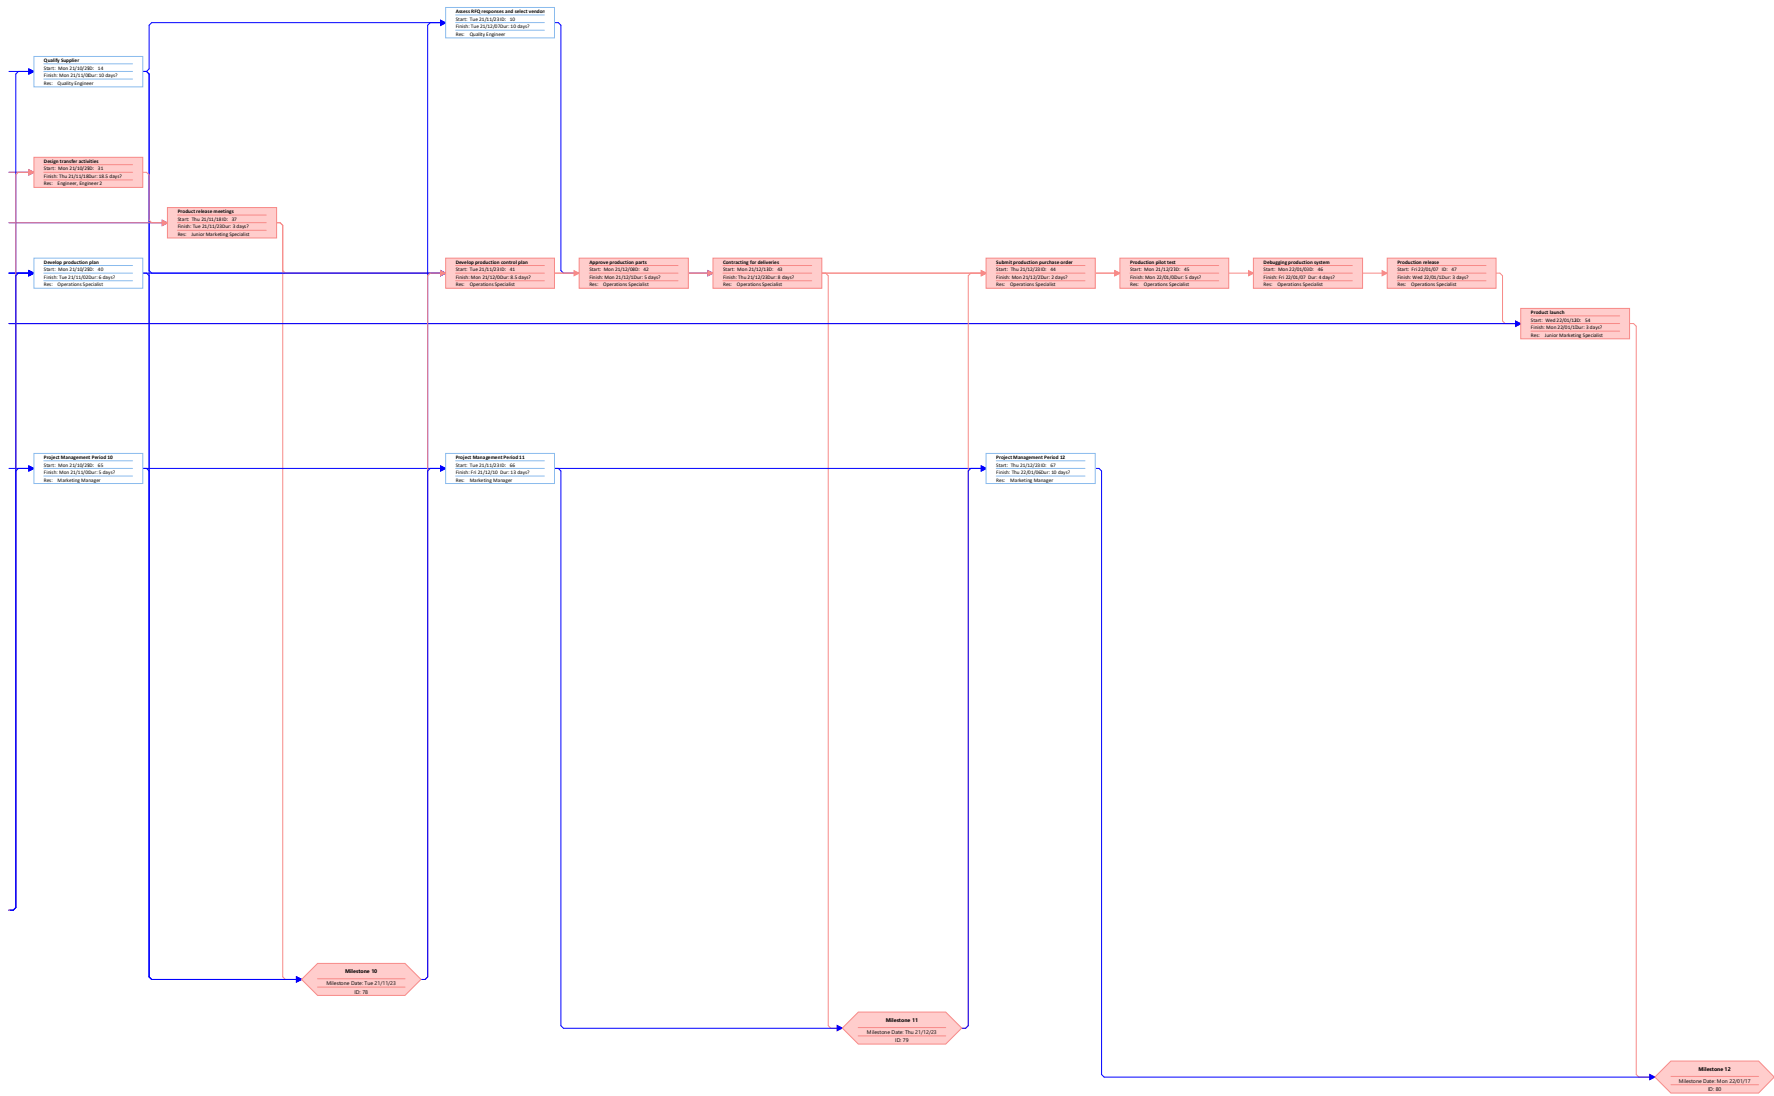 Assess RFQ responses and select vendor
Start: Tue 21/11/23 ID: 10
Finish: Tue 21/12/07 Dur: 10 days?
Res: Quality Engineer
Qualify Supplier
Start: Mon 21/10/25 ID: 14
Finish: Mon 21/11/0 Dur: 10 days?
Res: Quality Engineer
Design transfer activities
Start: Mon 21/10/25 ID: 31
Finish: Thu 21/11/18 Dur: 18.5 days?
Res: Engineer, Engineer 2
Product release meetings
Start: Thu 21/11/18 ID: 37
Finish: Tue 21/11/23 Dur: 3 days?
Res: Junior Marketing Specialist
Develop production plan
Start: Mon 21/10/25 ID: 40
Finish: Tue 21/11/02 Dur: 6 days?
Res: Operations Specialist
Develop production control plan
Start: Tue 21/11/23 ID: 41
Finish: Mon 21/12/0 Dur: 8.5 days?
Res: Operations Specialist
Approve production parts
Start: Mon 21/12/06 ID: 42
Finish: Mon 21/12/1 Dur: 5 days?
Res: Operations Specialist
Contracting for deliveries
Start: Mon 21/12/13 ID: 43
Finish: Thu 21/12/23 Dur: 8 days?
Res: Operations Specialist
Submit production purchase order
Start: Thu 21/12/23 ID: 44
Finish: Mon 21/12/2 Dur: 2 days?
Res: Operations Specialist
Production pilot test
Start: Mon 21/12/27 ID: 45
Finish: Mon 22/01/0 Dur: 5 days?
Res: Operations Specialist
Debugging production system
Start: Mon 22/01/03 ID: 46
Finish: Fri 22/01/07 Dur: 4 days?
Res: Operations Specialist
Production release
Start: Fri 22/01/07 ID: 47
Finish: Wed 22/01/1 Dur: 3 days?
Res: Operations Specialist
Product launch
Start: Wed 22/01/12 ID: 54
Finish: Mon 22/01/1 Dur: 3 days?
Res: Junior Marketing Specialist
Project Management Period 10
Start: Mon 21/10/25 ID: 65
Finish: Mon 21/11/0 Dur: 5 days?
Res: Marketing Manager
Project Management Period 11
Start: Tue 21/11/23 ID: 66
Finish: Fri 21/12/10 Dur: 13 days?
Res: Marketing Manager
Project Management Period 12
Start: Thu 21/12/23 ID: 67
Finish: Thu 22/01/06 Dur: 10 days?
Res: Marketing Manager
Milestone 10
Milestone Date: Tue 21/11/23
ID: 78
Milestone 11
Milestone Date: Thu 21/12/23
ID: 79
Milestone 12
Milestone Date: Mon 22/01/17
ID: 80